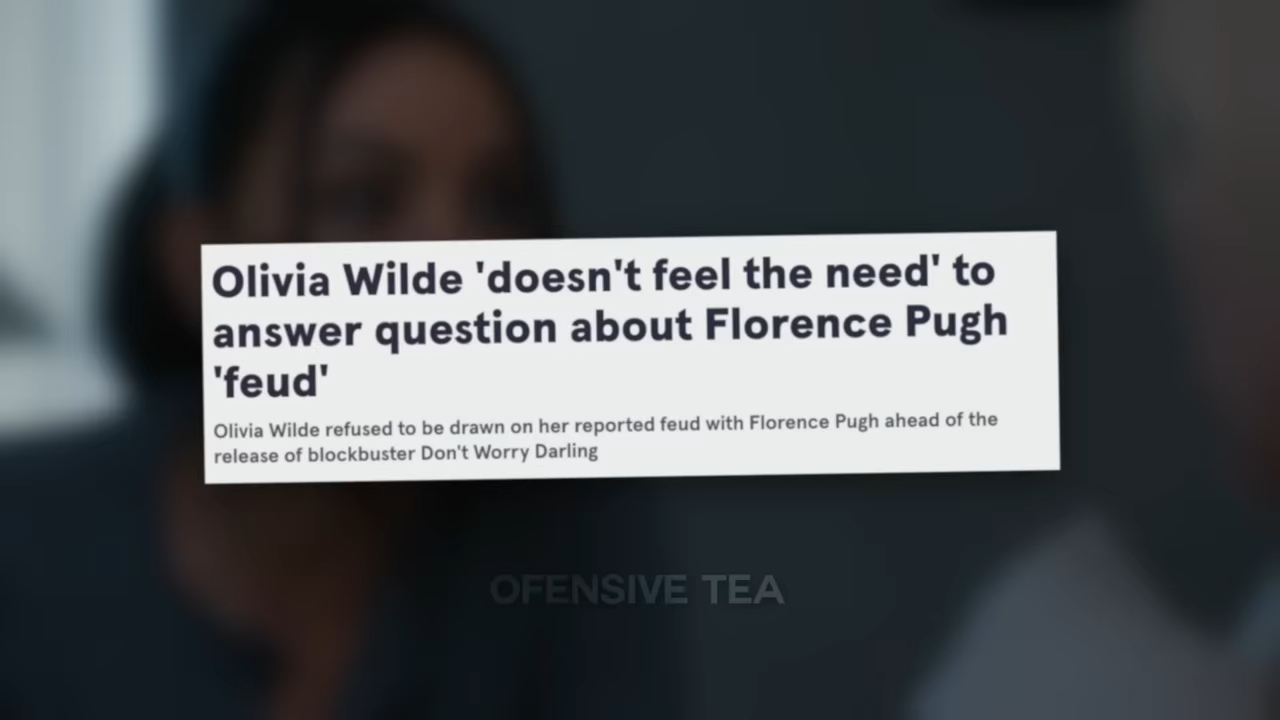 Olivia Wilde 'doesn't feel the need' to
answer question about Florence Pugh
'feud'
Olivia Wilde refused to be drawn on her reported feud with Florence Pugh ahead of the
release of blockbuster Don't Worry Darling
OFENSIVE TEA